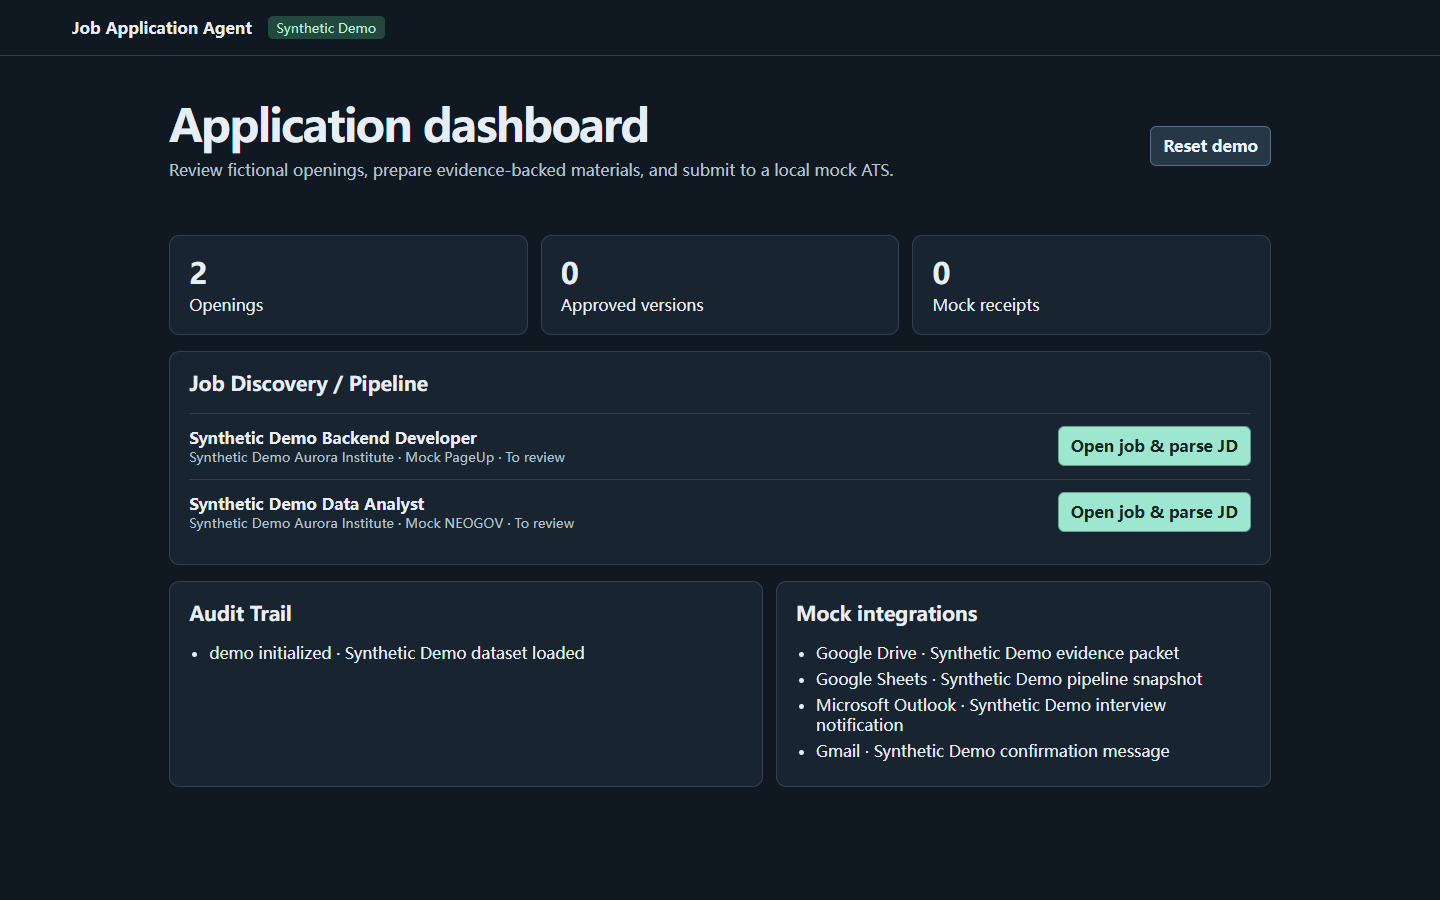 Job Application Agent
Synthetic Demo
Application dashboard
Review fictional openings, prepare evidence-backed materials, and submit to a local mock ATS.
Reset demo
2
Openings
0
Approved versions
0
Mock receipts
Job Discovery / Pipeline
Synthetic Demo Backend Developer
Synthetic Demo Aurora Institute · Mock PageUp · To review
Open job & parse JD
Synthetic Demo Data Analyst
Synthetic Demo Aurora Institute · Mock NEOGOV · To review
Open job & parse JD
Audit Trail
• demo initialized · Synthetic Demo dataset loaded
Mock integrations
• Google Drive · Synthetic Demo evidence packet
• Google Sheets · Synthetic Demo pipeline snapshot
• Microsoft Outlook · Synthetic Demo interview
notification
• Gmail · Synthetic Demo confirmation message